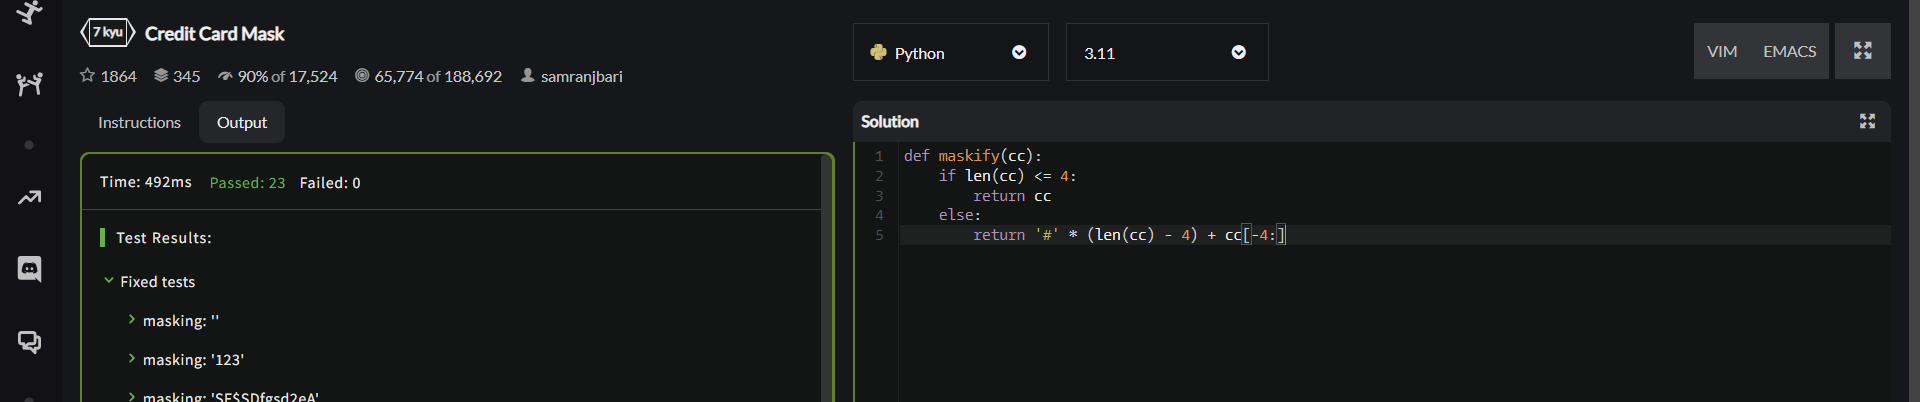 7 kyu Credit Card Mask
1864 345 90% of 17,524 65,774 of 188,692 samranjbari
Instructions Output
Time: 492ms Passed: 23 Failed: 0
Test Results:
Fixed tests
masking: ''
masking: '123'
masking: 'SF$SDfgsd2eA'
Python 3.11 VIM EMACS
Solution
1 def maskify(cc):
2     if len(cc) <= 4:
3         return cc
4     else:
5         return '#' * (len(cc) - 4) + cc[-4:]